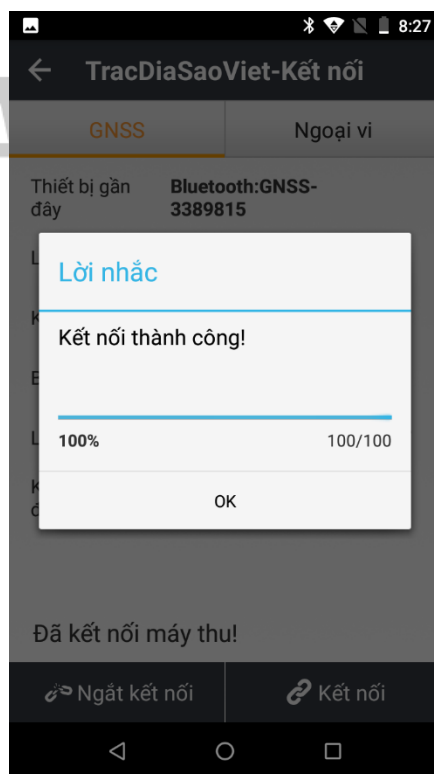 8:27
TracDiaSaoViet-Kết nối
GNSS
Ngoại vi
Thiết bị gần đây
Bluetooth:GNSS-
3389815
Lời nhắc
Kết nối thành công!
100%
100/100
OK
Đã kết nối máy thu!
Ngắt kết nối
Kết nối